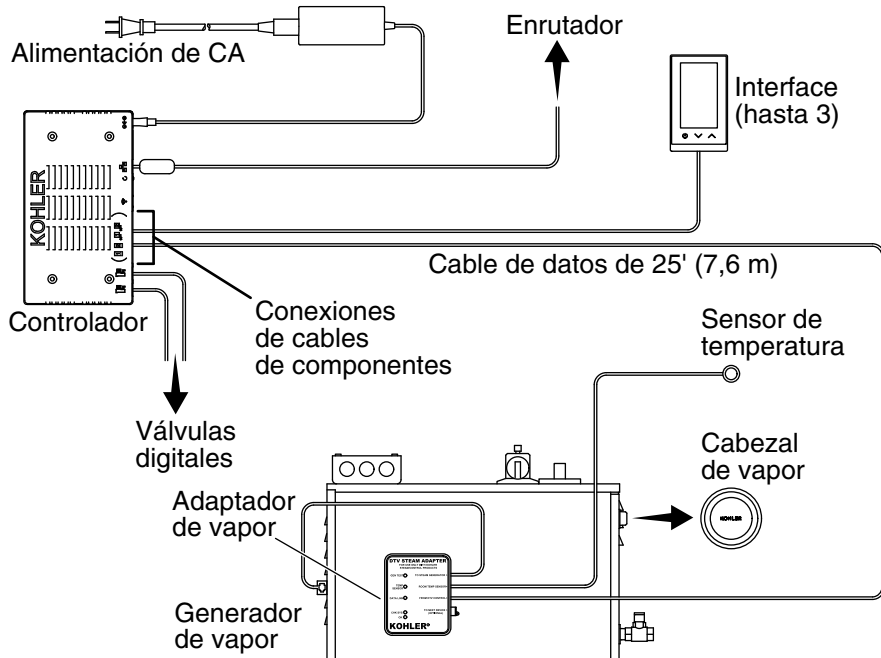 Alimentación de CA
Enrutador
Interface
(hasta 3)
KOHLER
Cable de datos de 25' (7,6 m)
Controlador
Conexiones
de cables
de componentes
Sensor de
temperatura
Válvulas
digitales
Cabezal
de vapor
KOHLER
Adaptador
de vapor
DTV STEAM ADAPTER
Generador
de vapor
KOHLER®